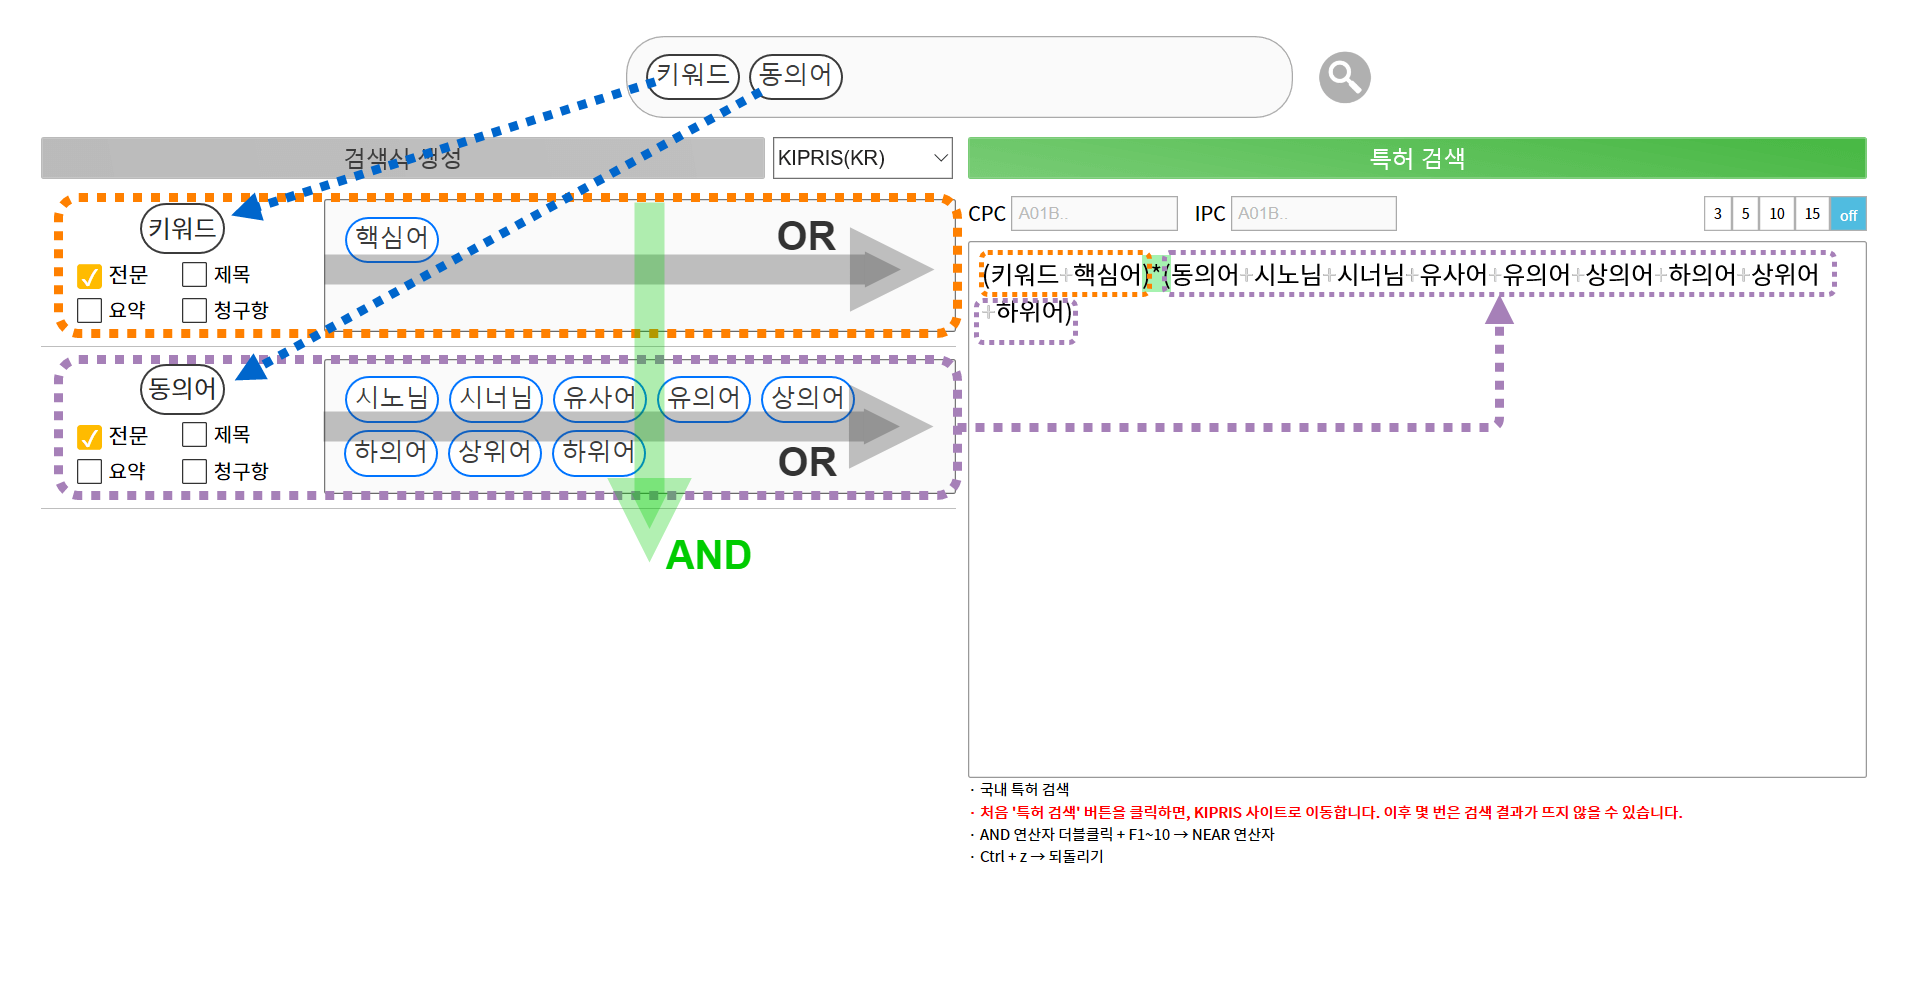 키워드 동의어
검색식 생성 KIPRIS(KR) 특허 검색
키워드
전문 제목
요약 청구항
핵심어
OR
CPC A01B.. IPC A01B.. 3 5 10 15 off
(키워드+핵심어)*(동의어+시노님+시너님+유사어+유의어+상의어+하의어+상위어
+하위어)
동의어
전문 제목
요약 청구항
시노님 시너님 유사어 유의어 상의어
하의어 상위어 하위어
OR
AND
· 국내 특허 검색
· 처음 '특허 검색' 버튼을 클릭하면, KIPRIS 사이트로 이동합니다. 이후 몇 번은 검색 결과가 뜨지 않을 수 있습니다.
· AND 연산자 더블클릭 + F1~10 → NEAR 연산자
· Ctrl + z → 되돌리기